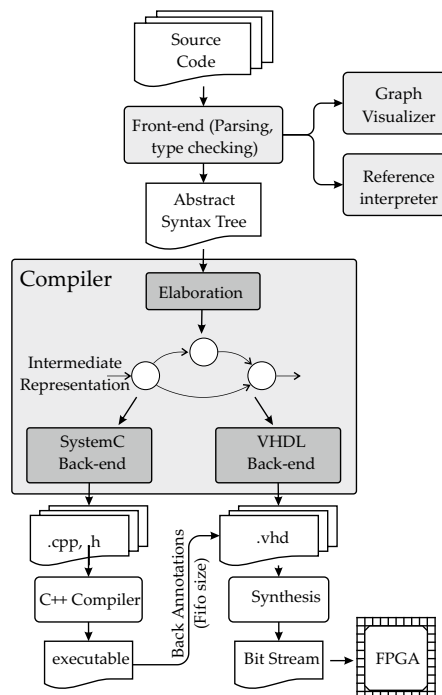 Source
Code
Front-end (Parsing,
type checking)
Graph
Visualizer
Reference
interpreter
Abstract
Syntax Tree
Compiler
Elaboration
Intermediate
Representation
SystemC
Back-end
VHDL
Back-end
.cpp, .h
.vhd
Back Annotations
(Fifo size)
C++ Compiler
Synthesis
executable
Bit Stream
FPGA